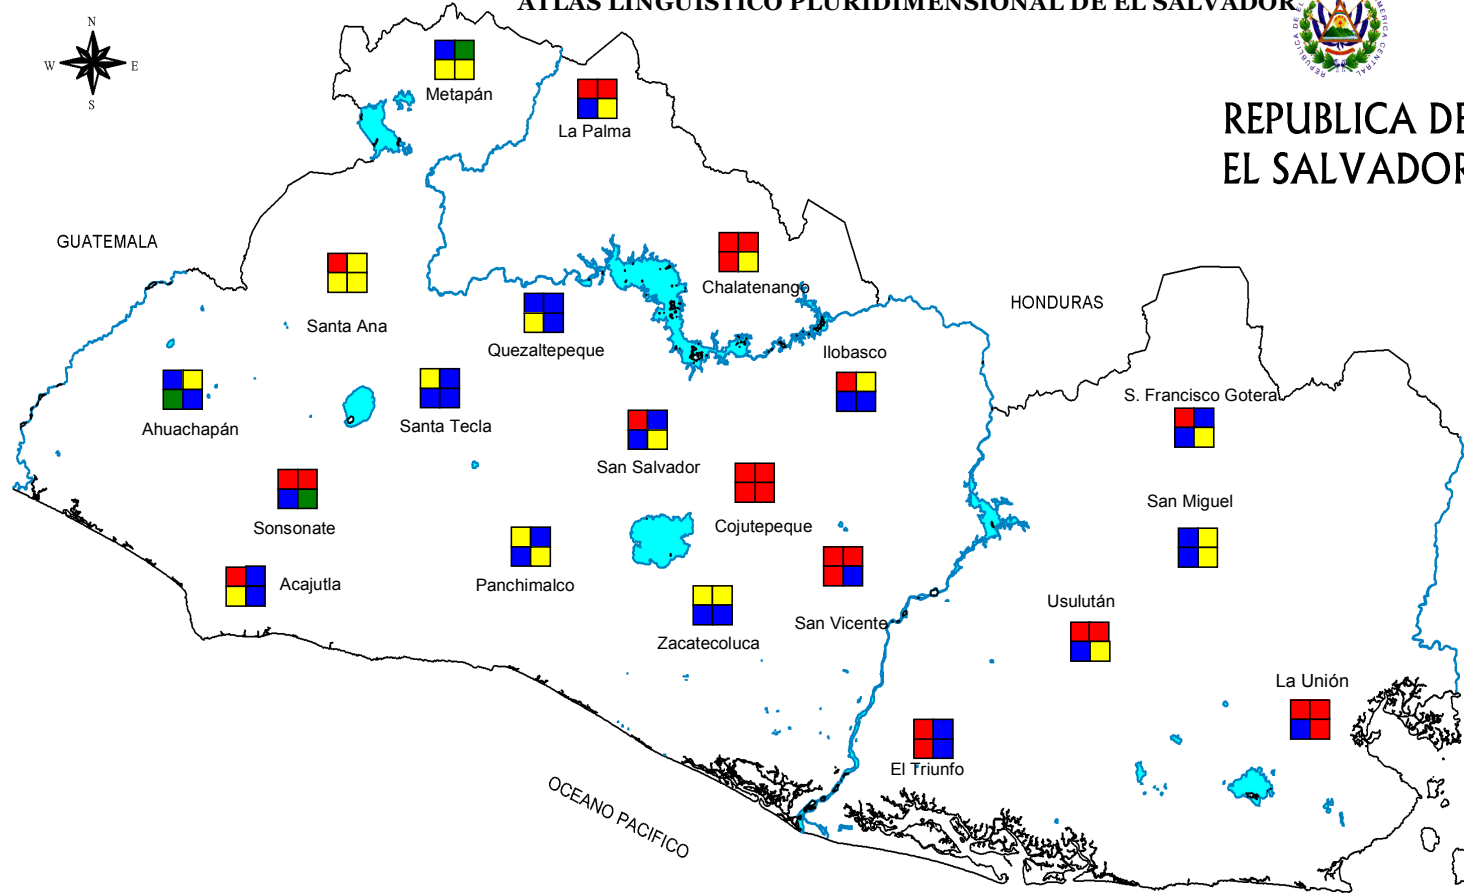 ATLAS LINGÜÍSTICO PLURIDIMENSIONAL DE EL SALVADOR
N
W
E
S
REPUBLICA DE
EL SALVADOR
Metapán
La Palma
GUATEMALA
Chalatenango
HONDURAS
Santa Ana
Quezaltepeque
Ilobasco
S. Francisco Gotera
Ahuachapán
Santa Tecla
San Salvador
San Miguel
Sonsonate
Cojutepeque
Acajutla
Panchimalco
Usulután
San Vicente
Zacatecoluca
La Unión
El Triunfo
OCEANO PACIFICO